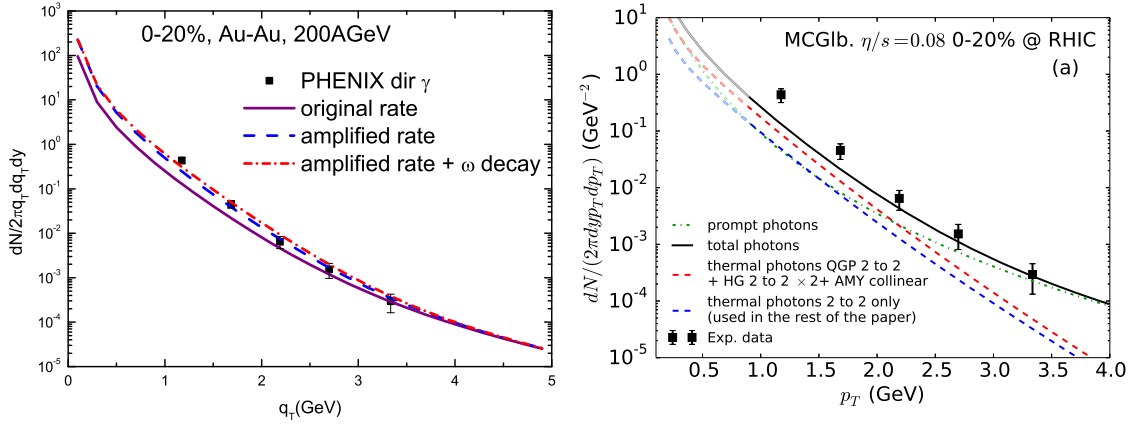 0-20%, Au-Au, 200AGeV
PHENIX dir γ
original rate
amplified rate
amplified rate + ω decay
dN/2πq_T dq_T dy
10^3
10^2
10^1
10^0
10^-1
10^-2
10^-3
10^-4
10^-5
0 1 2 3 4 5
q_T(GeV)
MCGlb. η/s=0.08 0-20% @ RHIC
(a)
prompt photons
total photons
thermal photons QGP 2 to 2
+ HG 2 to 2 ×2+ AMY collinear
thermal photons 2 to 2 only
(used in the rest of the paper)
Exp. data
dN/(2πdyp_T dp_T) (GeV^-2)
10^1
10^0
10^-1
10^-2
10^-3
10^-4
10^-5
0.5 1.0 1.5 2.0 2.5 3.0 3.5 4.0
p_T (GeV)